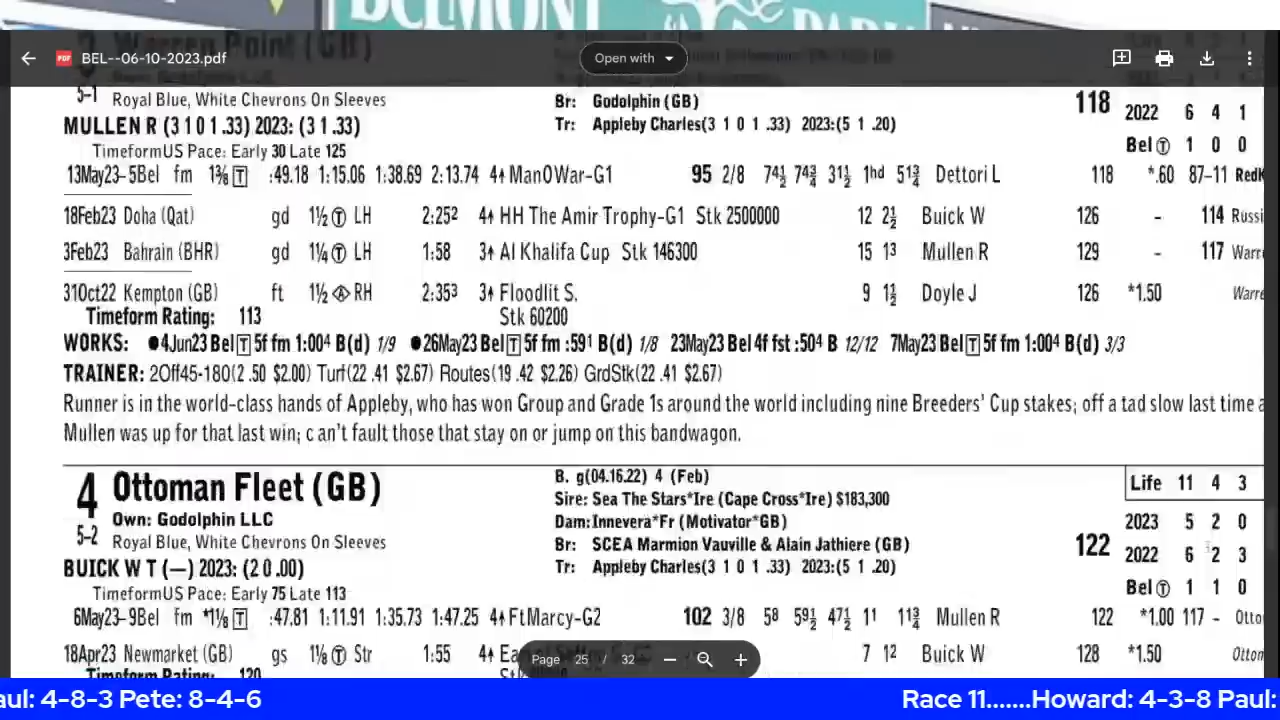 BELMONT PARK
3 Warren Point (GB)
BEL--06-10-2023.pdf
Open with
5-1 Royal Blue, White Chevrons On Sleeves
Br: Godolphin (GB)
118 2022 6 4 1
MULLEN R (3 1 0 1 .33) 2023: (3 1 .33)
Tr: Appleby Charles(3 1 0 1 .33) 2023:(5 1 .20)
TimeformUS Pace: Early 30 Late 125
Bel Ⓣ 1 0 0
13May23-5Bel fm 1⅜ T :49.18 1:15.06 1:38.69 2:13.74 4↑ ManOWar-G1 95 2/8 74½ 74¾ 31½ 1hd 51¾ Dettori L 118 *.60 87-11 RedK
18Feb23 Doha (Qat) gd 1½ Ⓣ LH 2:25² 4↑ HH The Amir Trophy-G1 Stk 2500000 12 2½ Buick W 126 - 114 Russi
3Feb23 Bahrain (BHR) gd 1¼ Ⓣ LH 1:58 3↑ Al Khalifa Cup Stk 146300 15 1³ Mullen R 129 - 117 Warr
31Oct22 Kempton (GB) ft 1½ Ⓐ RH 2:35³ 3↑ Floodlit S. 9 1½ Doyle J 126 *1.50 Warre
Timeform Rating: 113 Stk 60200
WORKS: ●4Jun23 Bel T 5f fm 1:00⁴ B(d) 1/9 ●26May23 Bel T 5f fm :59¹ B(d) 1/8 23May23 Bel 4f fst :50⁴ B 12/12 7May23 Bel T 5f fm 1:00⁴ B(d) 3/3
TRAINER: 2Off45-180(2 .50 $2.00) Turf(22 .41 $2.67) Routes(19 .42 $2.26) GrdStk(22 .41 $2.67)
Runner is in the world-class hands of Appleby, who has won Group and Grade 1s around the world including nine Breeders' Cup stakes; off a tad slow last time a
Mullen was up for that last win; c an't fault those that stay on or jump on this bandwagon.
4 Ottoman Fleet (GB)
B. g(04.16.22) 4 (Feb)
Life 11 4 3
Own: Godolphin LLC
Sire: Sea The Stars*Ire (Cape Cross*Ire) $183,300
5-2 Royal Blue, White Chevrons On Sleeves
Dam: Innevera*Fr (Motivator*GB)
2023 5 2 0
Br: SCEA Marmion Vauville & Alain Jathiere (GB)
122 2022 6 2 3
BUICK W T (—) 2023: (2 0 .00)
Tr: Appleby Charles(3 1 0 1 .33) 2023:(5 1 .20)
TimeformUS Pace: Early 75 Late 113
Bel Ⓣ 1 1 0
6May23-9Bel fm *1⅛ T :47.81 1:11.91 1:35.73 1:47.25 4↑ FtMarcy-G2 102 3/8 5⁸ 59½ 47½ 1¹ 11¾ Mullen R 122 *1.00 117 - Otto
18Apr23 Newmarket (GB) gs 1⅛ Ⓣ Str 1:55 4↑ 7 1² Buick W 128 *1.50 Ottom
Timeform Rating: 120
Page 25 / 32
aul: 4-8-3 Pete: 8-4-6
Race 11.......Howard: 4-3-8 Paul: